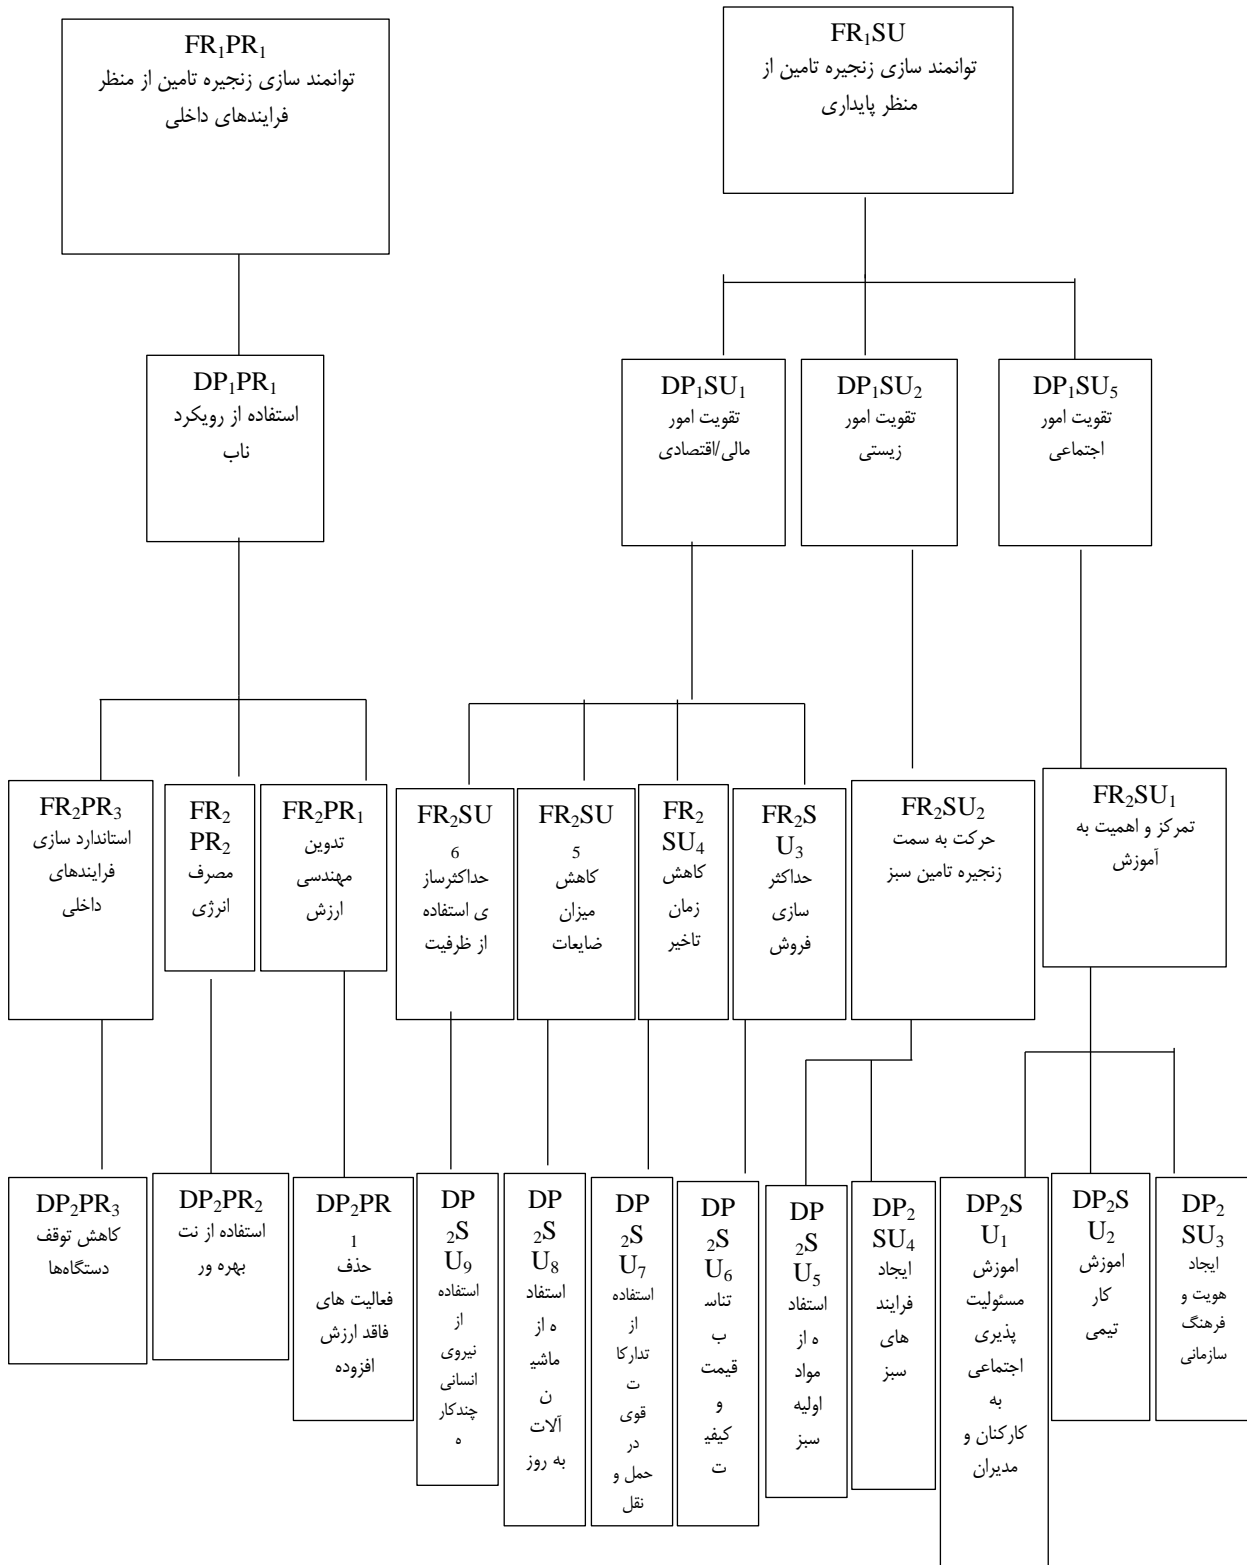 FR₁PR₁
توانمند سازی زنجیره تامین از منظر
فرایندهای داخلی
FR₁SU
توانمند سازی زنجیره تامین از
منظر پایداری
DP₁PR₁
استفاده از رویکرد
ناب
DP₁SU₁
تقویت امور
مالی/اقتصادی
DP₁SU₂
تقویت امور
زیستی
DP₁SU₅
تقویت امور
اجتماعی
FR₂PR₃
استاندارد سازی
فرایندهای
داخلی
FR₂
PR₂
مصرف
انرژی
FR₂PR₁
تدوین
مهندسی
ارزش
FR₂SU
₆
حداکثرساز
ی استفاده
از ظرفیت
FR₂SU
₅
کاهش
میزان
ضایعات
FR₂
SU₄
کاهش
زمان
تاخیر
FR₂S
U₃
حداکثر
سازی
فروش
FR₂SU₂
حرکت به سمت
زنجیره تامین سبز
FR₂SU₁
تمرکز و اهمیت به
آموزش
DP₂PR₃
کاهش توقف
دستگاه‌ها
DP₂PR₂
استفاده از نت
بهره ور
DP₂PR
₁
حذف
فعالیت های
فاقد ارزش
افزوده
DP
₂S
U₉
استفاده
از
نیروی
انسانی
چندکار
ه
DP
₂S
U₈
استفاد
ه از
ماشی
ن
آلات
به روز
DP
₂S
U₇
استفاده
از
تدارکا
ت
قوی
در
حمل و
نقل
DP
₂S
U₆
تناس
ب
قیمت
و
کیفی
ت
DP
₂S
U₅
استفاد
ه از
مواد
اولیه
سبز
DP₂
SU₄
ایجاد
فرایند
های
سبز
DP₂S
U₁
اموزش
مسئولیت
پذیری
اجتماعی
به
کارکنان و
مدیران
DP₂S
U₂
اموزش
کار
تیمی
DP₂
SU₃
ایجاد
هویت و
فرهنگ
سازمانی